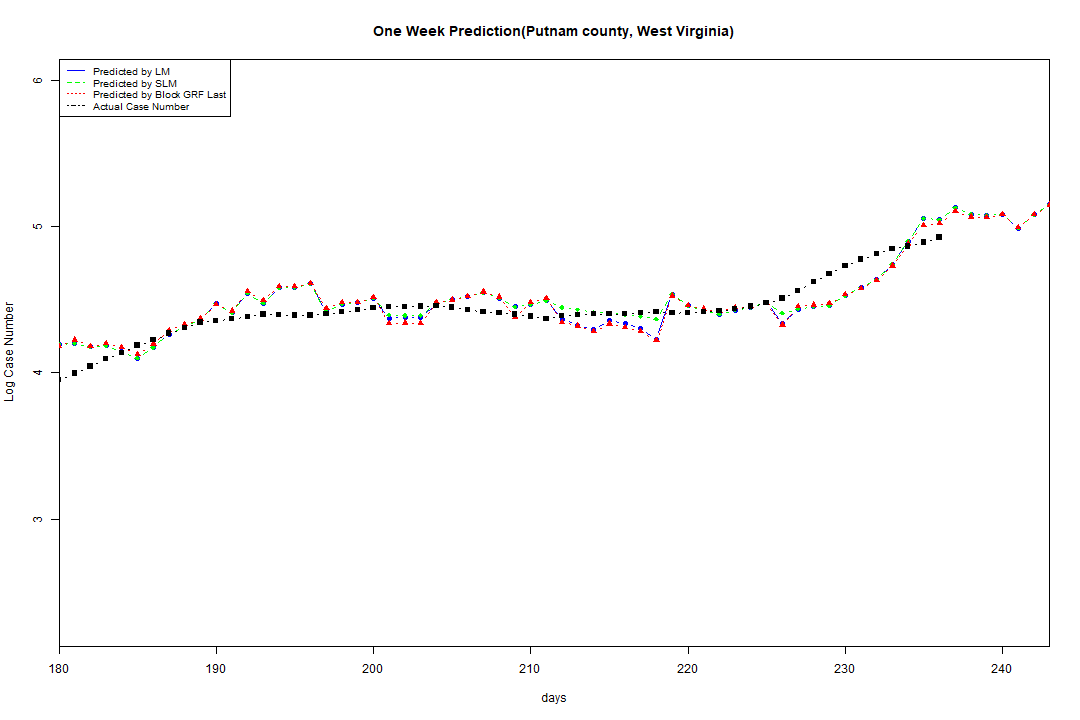 One Week Prediction(Putnam county, West Virginia)
Predicted by LM
Predicted by SLM
Predicted by Block GRF Last
Actual Case Number
6
5
4
3
Log Case Number
180 190 200 210 220 230 240
days